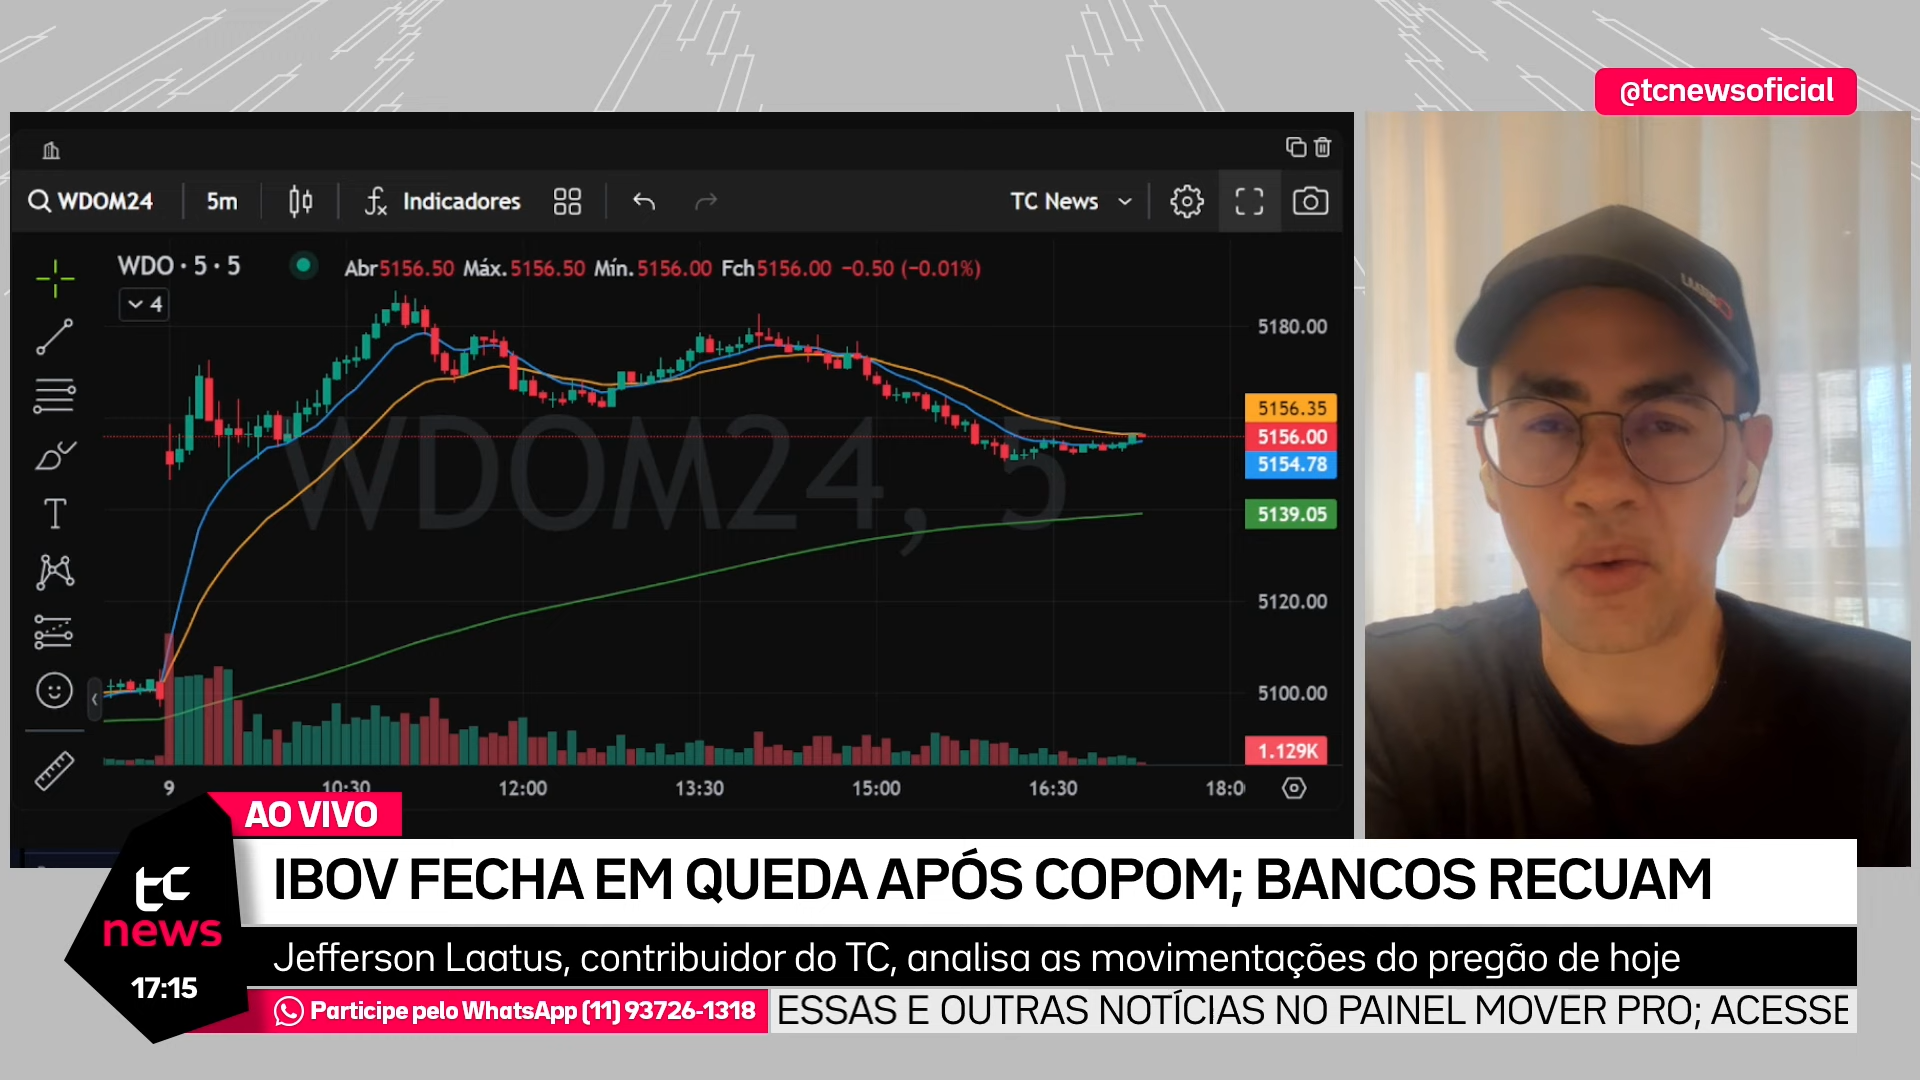 @tcnewsoficial
WDOM24 5m Indicadores TC News
WDO · 5 · 5 Abr5156.50 Máx.5156.50 Mín.5156.00 Fch5156.00 −0.50 (−0.01%)
4
5180.00
5156.35
5156.00
5154.78
5139.05
5120.00
5100.00
1.129K
WDOM24, 5
9 10:30 12:00 13:30 15:00 16:30 18:0
AO VIVO
IBOV FECHA EM QUEDA APÓS COPOM; BANCOS RECUAM
tc
news
17:15
Jefferson Laatus, contribuidor do TC, analisa as movimentações do pregão de hoje
Participe pelo WhatsApp (11) 93726-1318
ESSAS E OUTRAS NOTÍCIAS NO PAINEL MOVER PRO; ACESSE